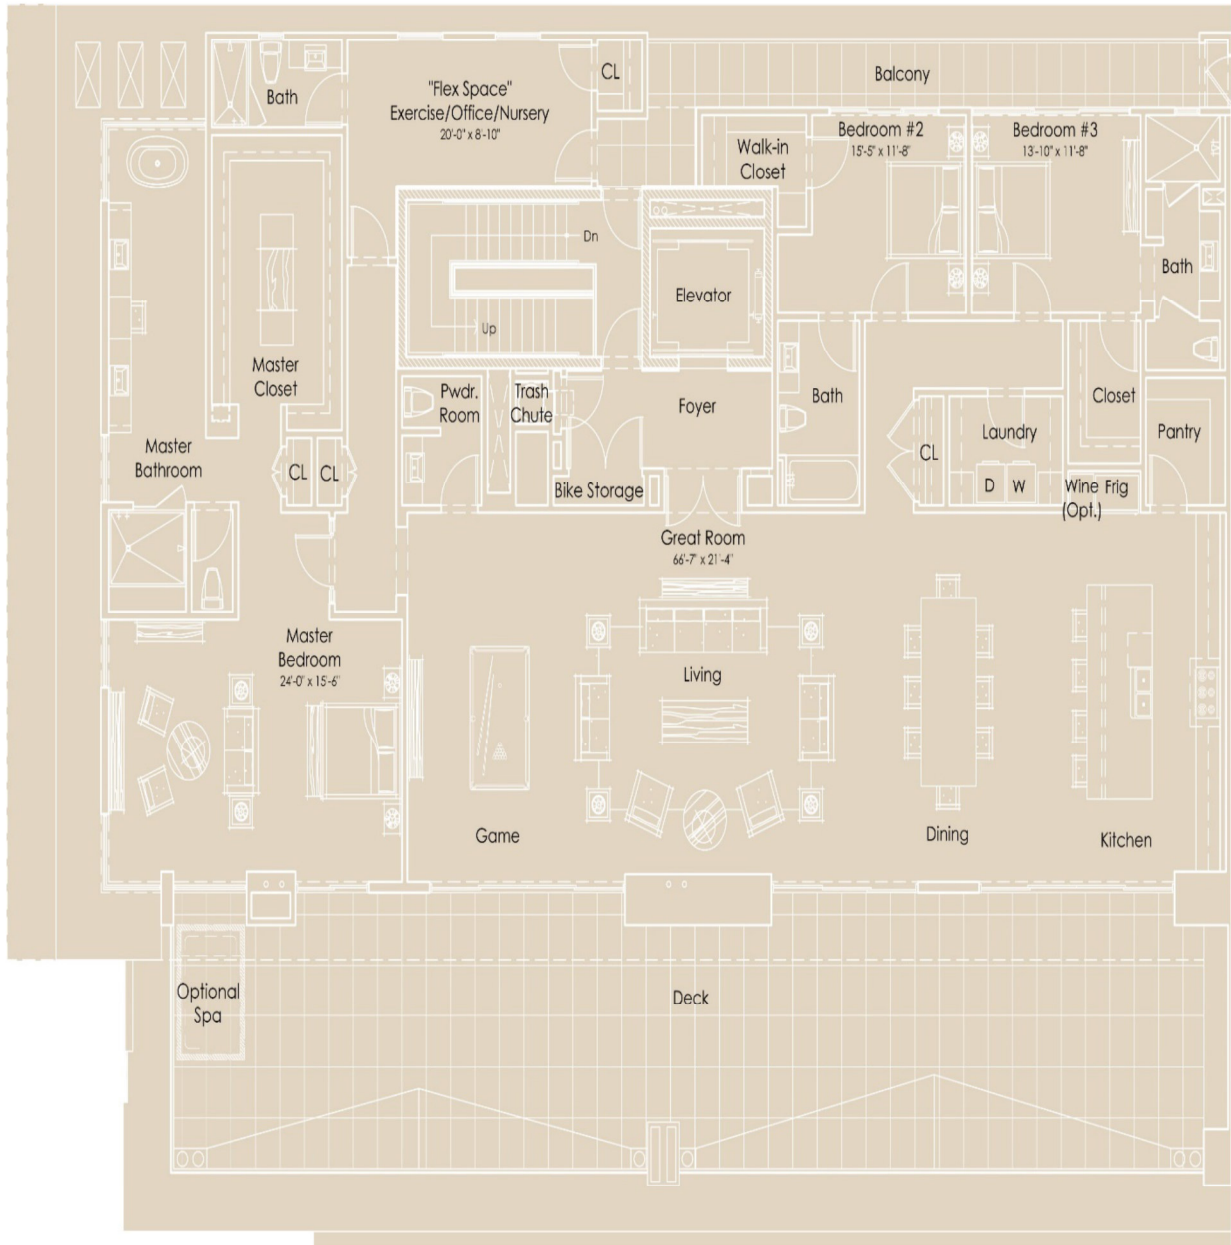 Balcony
Bath
"Flex Space"
Exercise/Office/Nursery
20'-0" x 8'-10"
CL
Walk-in
Closet
Bedroom #2
15'-5" x 11'-8"
Bedroom #3
13'-10" x 11'-8"
Dn
Up
Elevator
Bath
Master
Closet
Pwdr.
Room
Trash
Chute
Foyer
Bath
Closet
Laundry
Pantry
Master
Bathroom
CL
CL
CL
Bike Storage
D
W
Wine Frig
(Opt.)
Great Room
66'-7" x 21'-4"
Master
Bedroom
24'-0" x 15'-6"
Living
Game
Dining
Kitchen
Optional
Spa
Deck